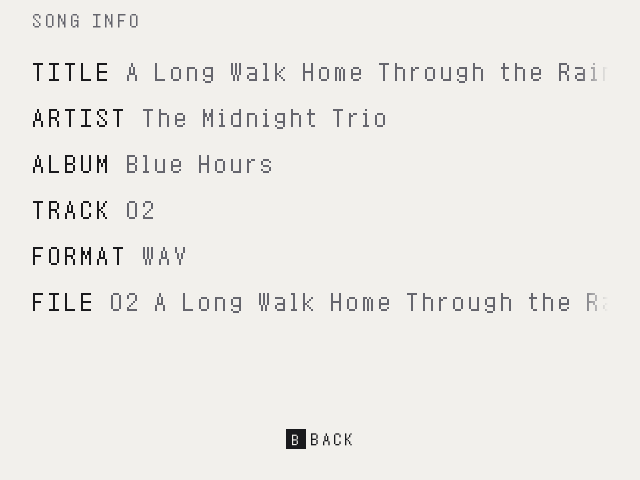 SONG INFO
TITLE A Long Walk Home Through the Rain
ARTIST The Midnight Trio
ALBUM Blue Hours
TRACK 02
FORMAT WAV
FILE 02 A Long Walk Home Through the
B BACK